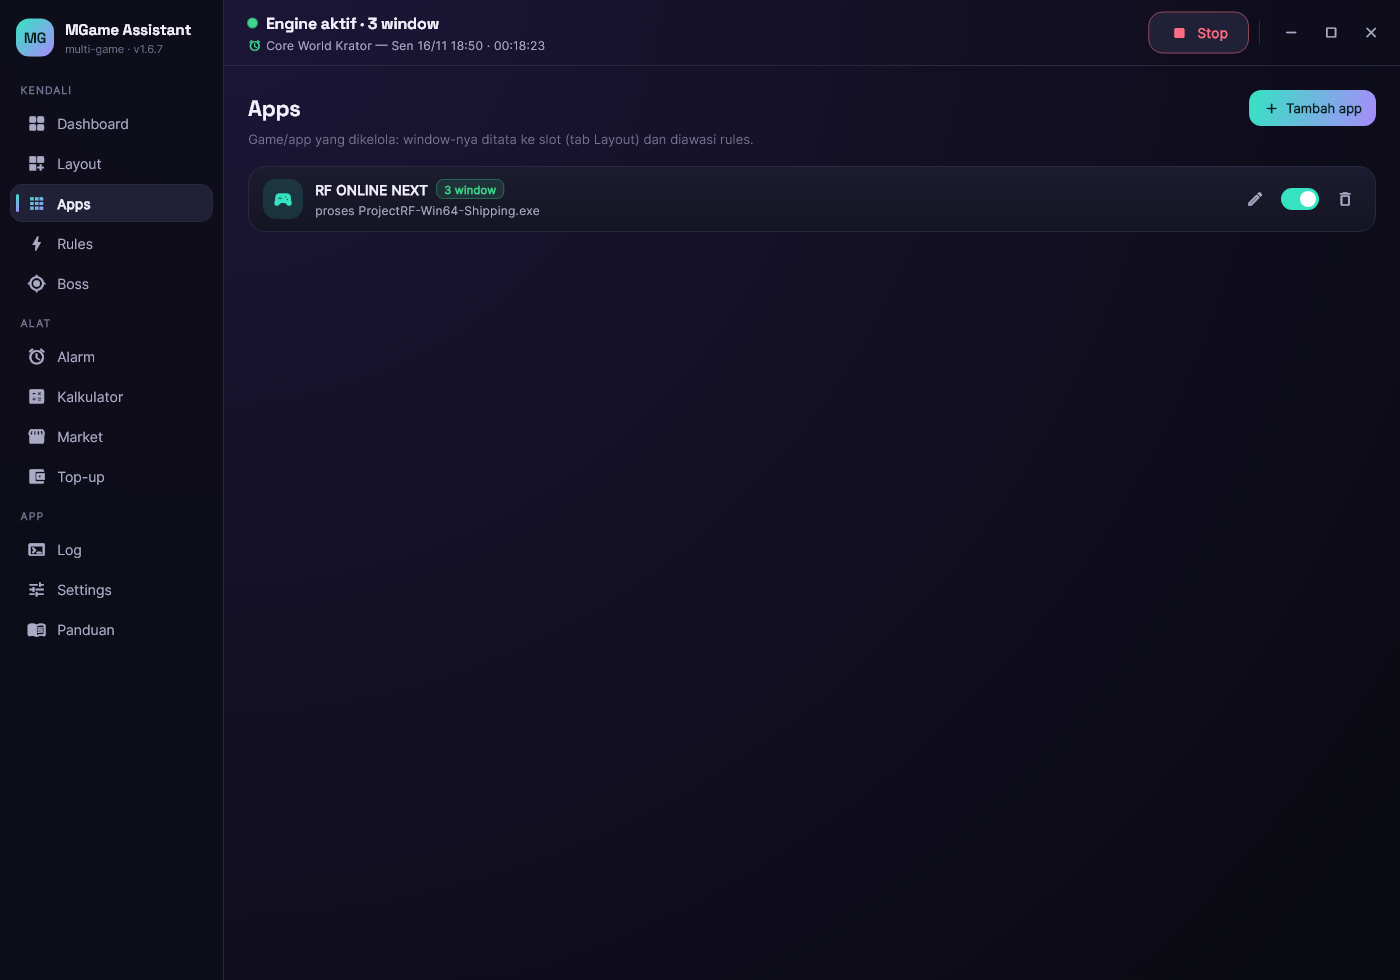 MG
MGame Assistant
multi-game · v1.6.7
KENDALI
Dashboard
Layout
Apps
Rules
Boss
ALAT
Alarm
Kalkulator
Market
Top-up
APP
Log
Settings
Panduan
Engine aktif · 3 window
Core World Krator — Sen 16/11 18:50 · 00:18:23
Stop
Apps
Game/app yang dikelola: window-nya ditata ke slot (tab Layout) dan diawasi rules.
Tambah app
RF ONLINE NEXT 3 window
proses ProjectRF-Win64-Shipping.exe